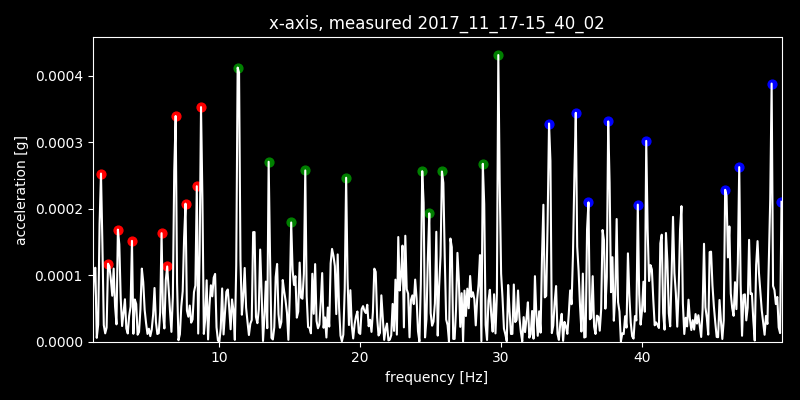 x-axis, measured 2017_11_17-15_40_02
acceleration [g]
0.0004
0.0003
0.0002
0.0001
0.0000
10 20 30 40
frequency [Hz]